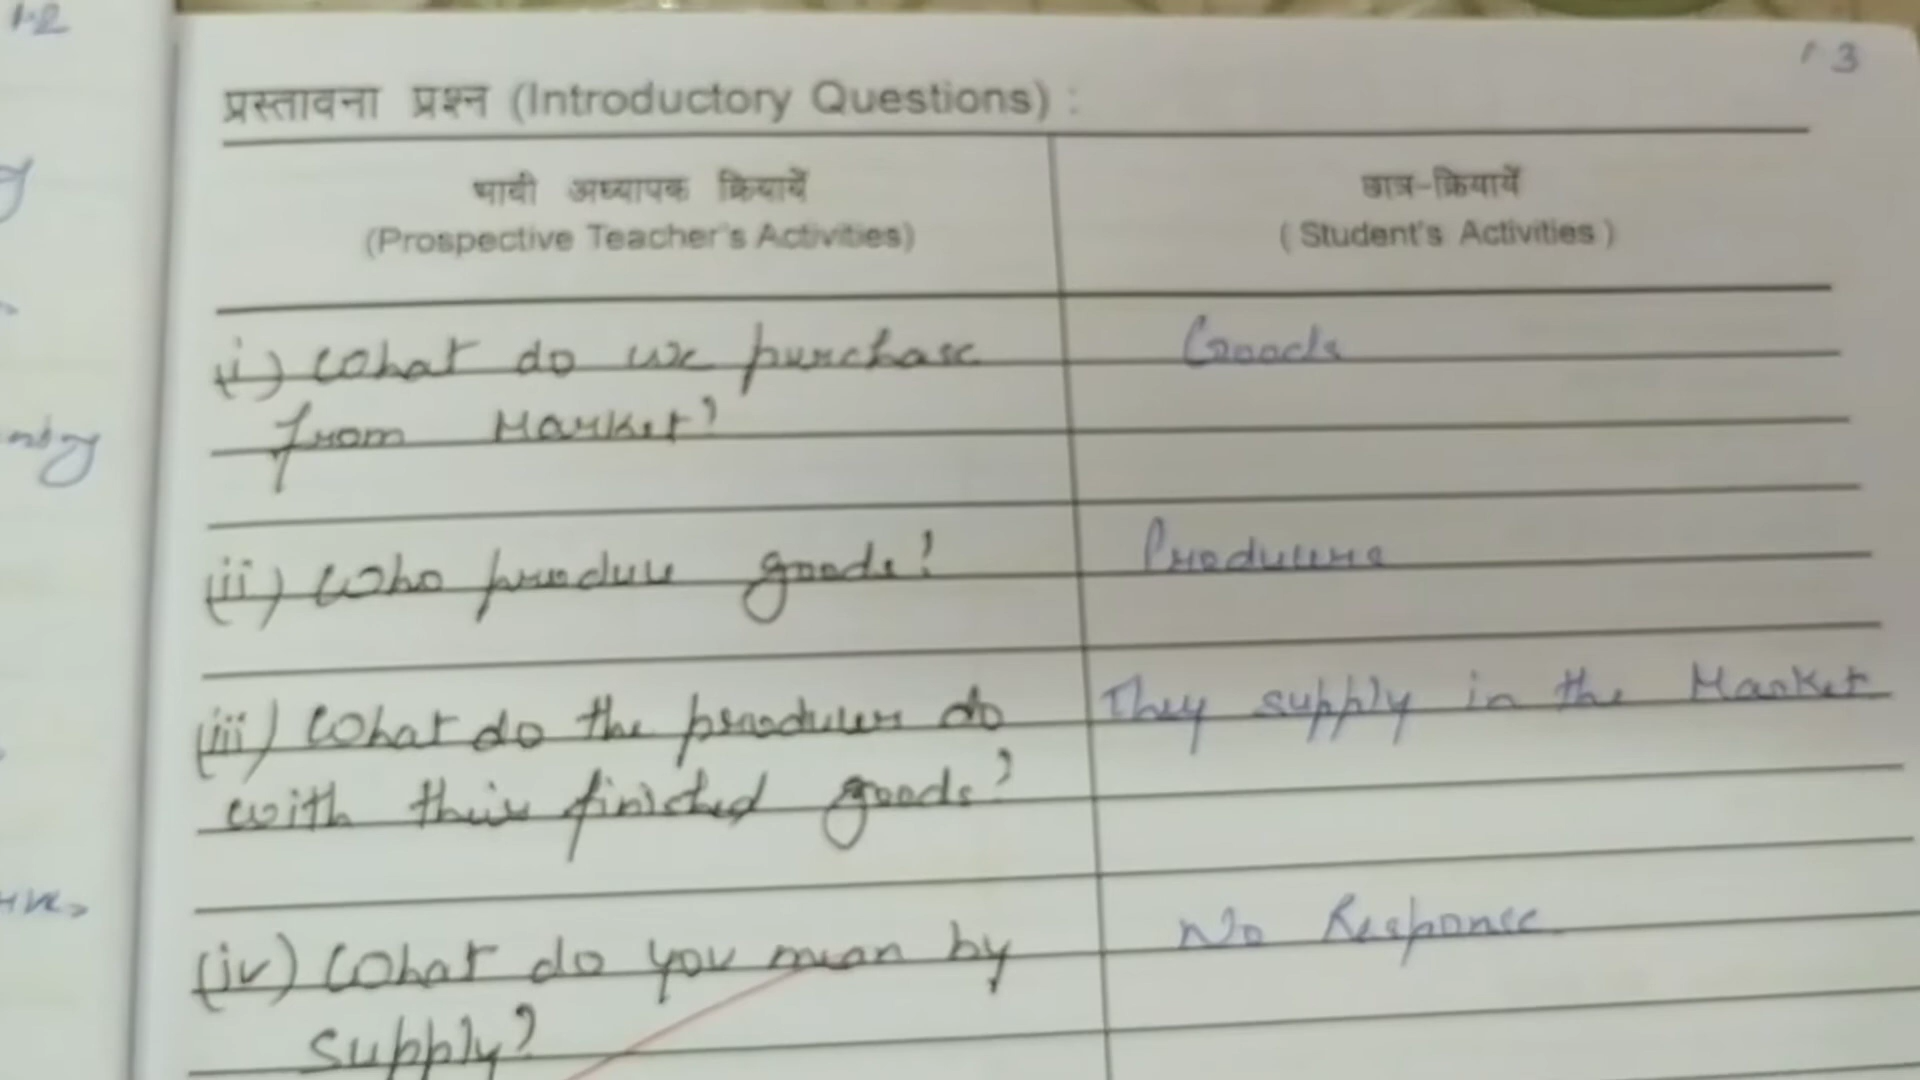 1.2
13
प्रस्तावना प्रश्न (Introductory Questions) :
भावी अध्यापक क्रियायें
(Prospective Teacher's Activities)
छात्र-क्रियायें
( Student's Activities )
(i) What do we purchase
from Market?
Goods
(ii) Who produce goods?
Producers
(iii) What do the producers do
with their finished goods?
They supply in the Market
(iv) What do you mean by
supply?
No Response